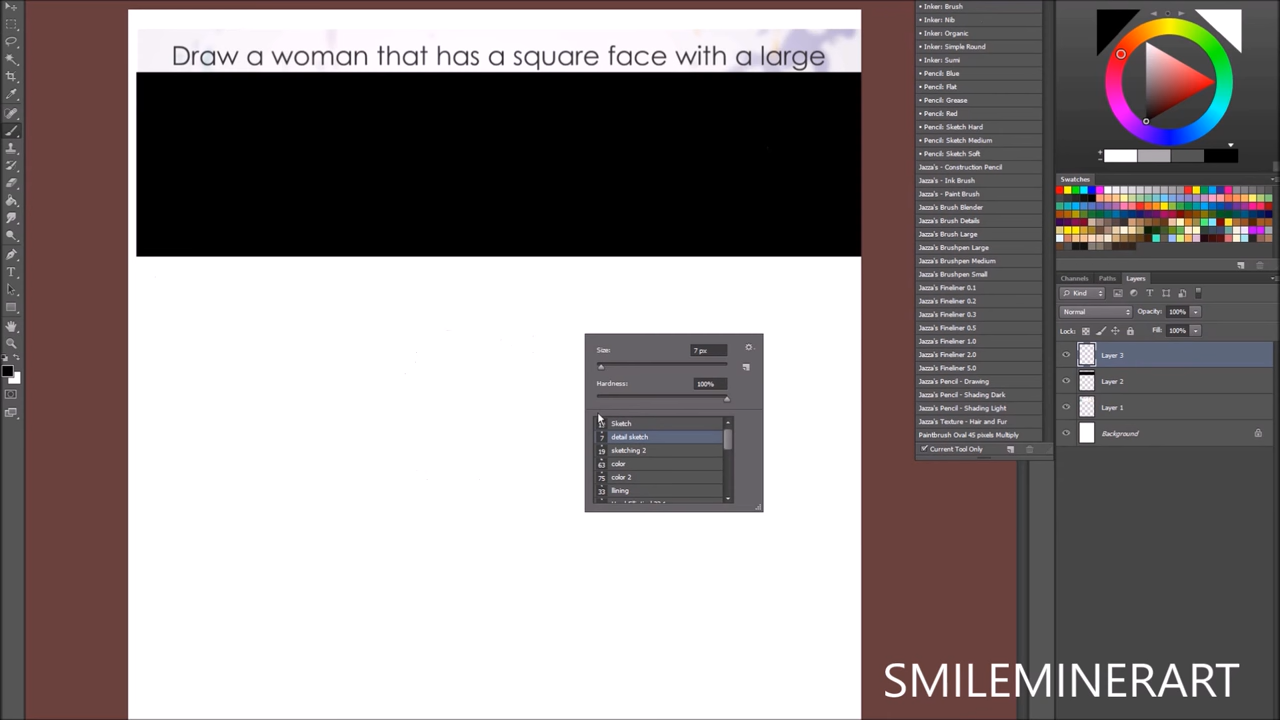 Draw a woman that has a square face with a large
Size:
7 px
Hardness:
100%
Sketch
7
detail sketch
19
sketching 2
63
color
75
color 2
33
llining
Inker: Brush
Inker: Nib
Inker: Organic
Inker: Simple Round
Inker: Sumi
Pencil: Blue
Pencil: Flat
Pencil: Grease
Pencil: Red
Pencil: Sketch Hard
Pencil: Sketch Medium
Pencil: Sketch Soft
Jazza's - Construction Pencil
Jazza's - Ink Brush
Jazza's - Paint Brush
Jazza's Brush Blender
Jazza's Brush Details
Jazza's Brush Large
Jazza's Brushpen Large
Jazza's Brushpen Medium
Jazza's Brushpen Small
Jazza's Fineliner 0.1
Jazza's Fineliner 0.2
Jazza's Fineliner 0.3
Jazza's Fineliner 0.5
Jazza's Fineliner 1.0
Jazza's Fineliner 2.0
Jazza's Fineliner 5.0
Jazza's Pencil - Drawing
Jazza's Pencil - Shading Dark
Jazza's Pencil - Shading Light
Jazza's Texture - Hair and Fur
Paintbrush Oval 45 pixels Multiply
Current Tool Only
Swatches
Channels Paths Layers
Kind
Normal Opacity: 100%
Lock: Fill: 100%
Layer 3
Layer 2
Layer 1
Background
SMILEMINERART